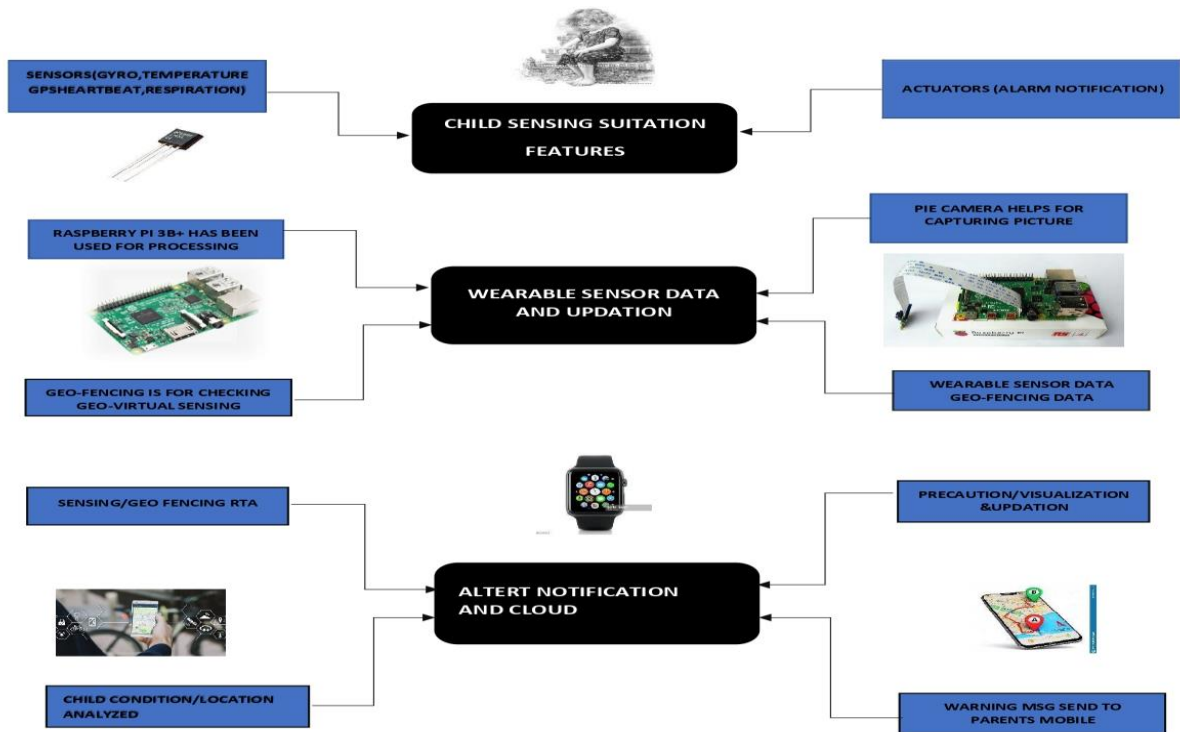 SENSORS(GYRO,TEMPERATURE
GPSHEARTBEAT,RESPIRATION)
CHILD SENSING SUITATION
FEATURES
ACTUATORS (ALARM NOTIFICATION)
RASPBERRY PI 3B+ HAS BEEN
USED FOR PROCESSING
PIE CAMERA HELPS FOR
CAPTURING PICTURE
WEARABLE SENSOR DATA
AND UPDATION
GEO-FENCING IS FOR CHECKING
GEO-VIRTUAL SENSING
WEARABLE SENSOR DATA
GEO-FENCING DATA
SENSING/GEO FENCING RTA
PRECAUTION/VISUALIZATION
&UPDATION
ALTERT NOTIFICATION
AND CLOUD
B
A
CHILD CONDITION/LOCATION
ANALYZED
WARNING MSG SEND TO
PARENTS MOBILE